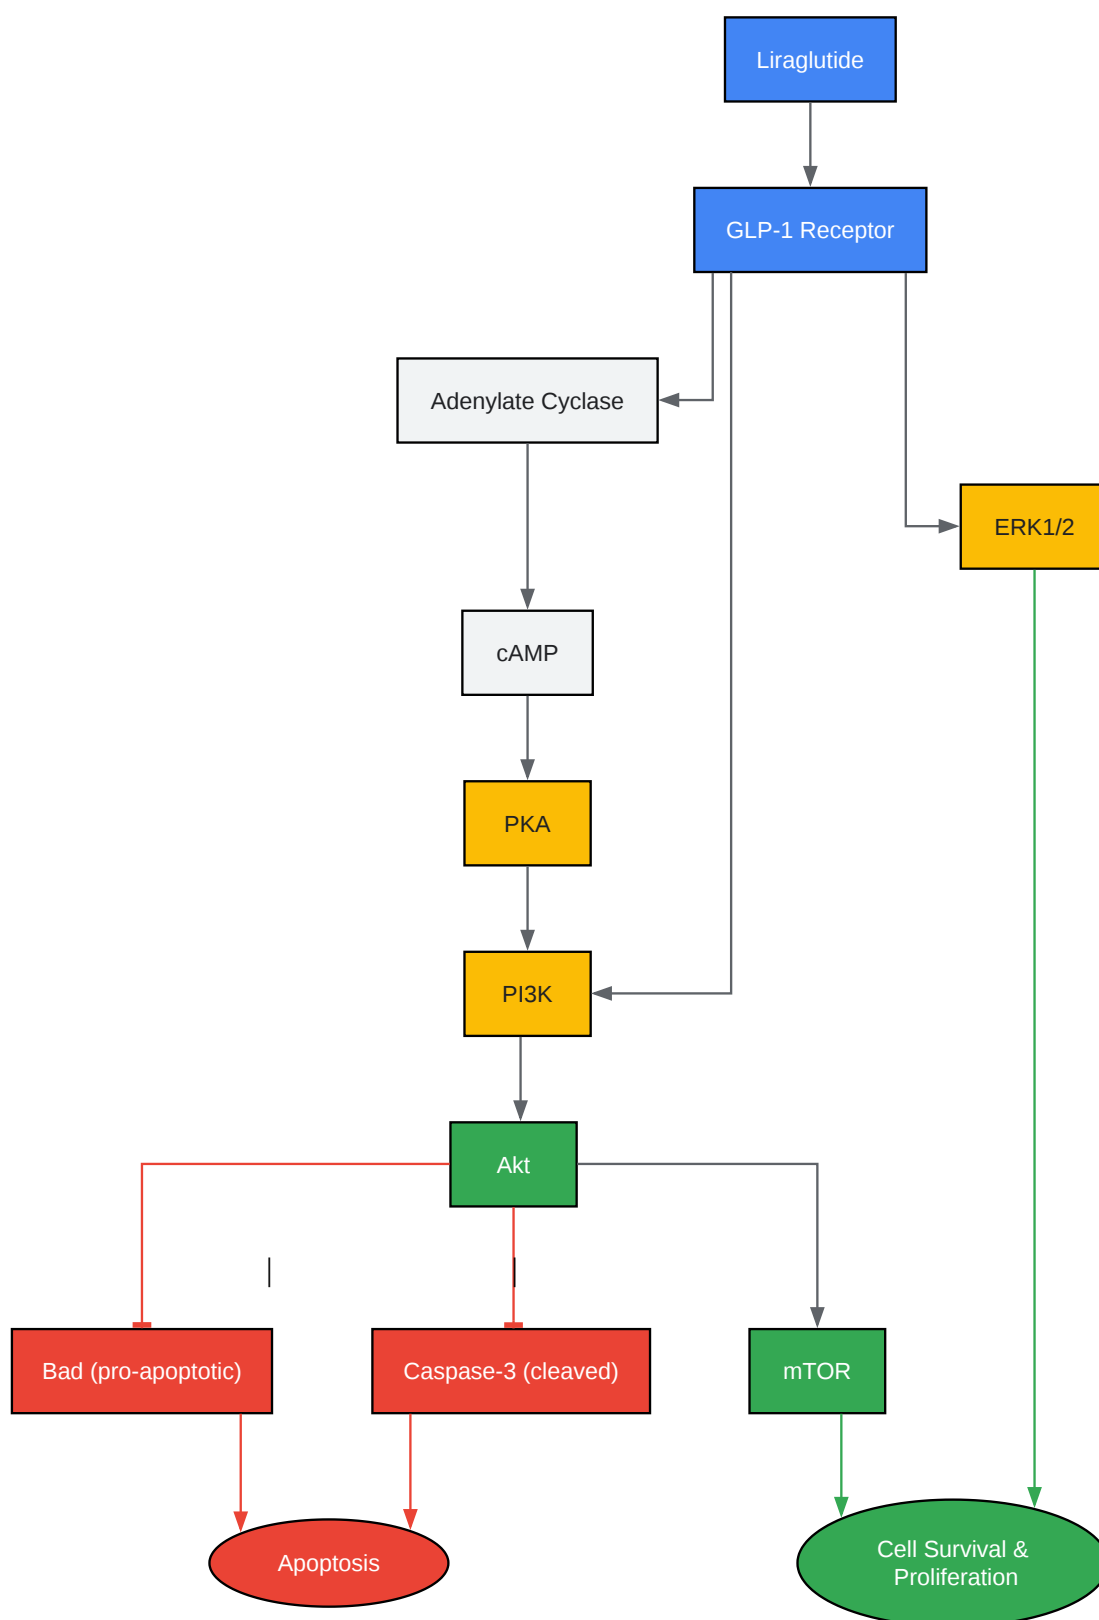 Liraglutide
GLP-1 Receptor
Adenylate Cyclase
ERK1/2
cAMP
PKA
PI3K
Akt
|
|
Bad (pro-apoptotic)
Caspase-3 (cleaved)
mTOR
Apoptosis
Cell Survival &
Proliferation